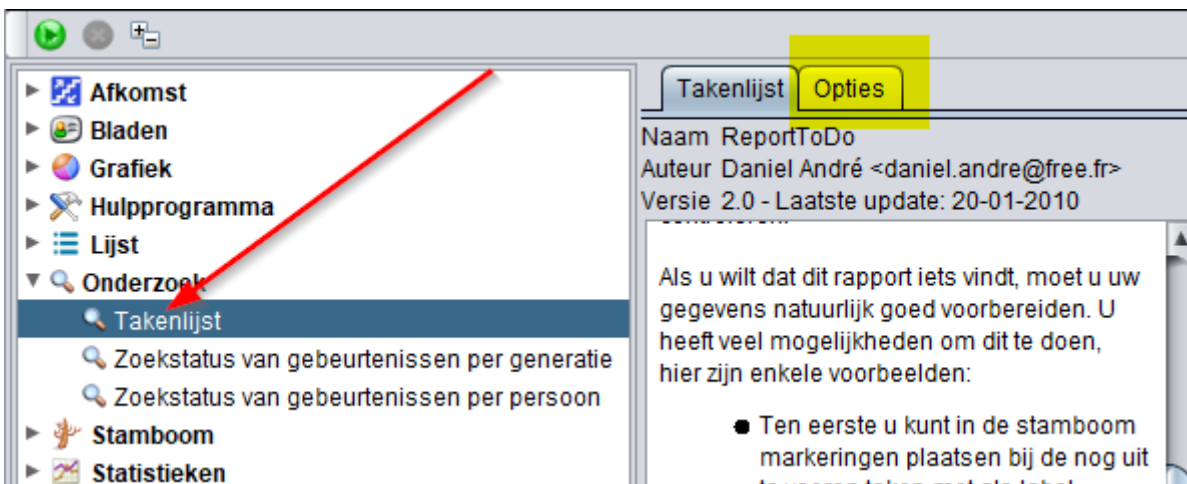 Afkomst
Bladen
Grafiek
Hulpprogramma
Lijst
Onderzoek
Takenlijst
Zoekstatus van gebeurtenissen per generatie
Zoekstatus van gebeurtenissen per persoon
Stamboom
Statistieken
Takenlijst Opties
Naam ReportToDo
Auteur Daniel André <daniel.andre@free.fr>
Versie 2.0 - Laatste update: 20-01-2010
Als u wilt dat dit rapport iets vindt, moet u uw
gegevens natuurlijk goed voorbereiden. U
heeft veel mogelijkheden om dit te doen,
hier zijn enkele voorbeelden:
Ten eerste u kunt in de stamboom
markeringen plaatsen bij de nog uit